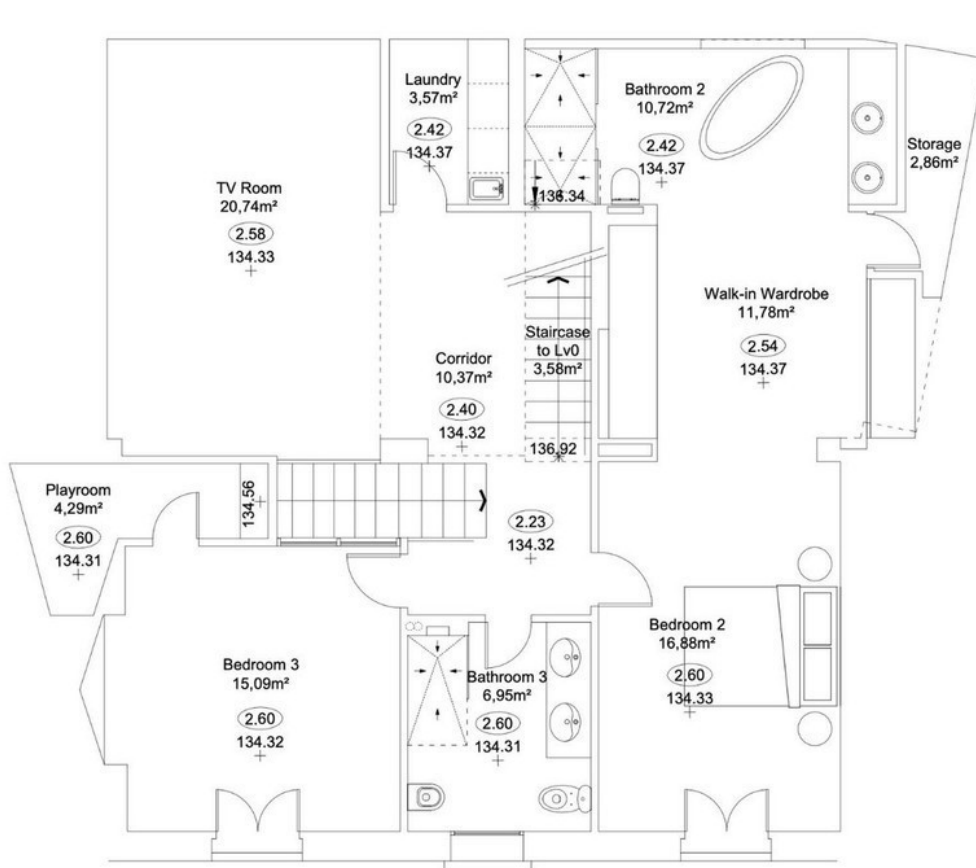 Laundry
3,57m²
2.42
134.37
Bathroom 2
10,72m²
2.42
134.37
Storage
2,86m²
TV Room
20,74m²
2.58
134.33
136.34
Walk-in Wardrobe
11,78m²
2.54
134.37
Staircase
to Lv0
3,58m²
Corridor
10,37m²
2.40
134.32
136.92
Playroom
4,29m²
2.60
134.31
134.56
2.23
134.32
Bedroom 3
15,09m²
2.60
134.32
Bathroom 3
6,95m²
2.60
134.31
Bedroom 2
16,88m²
2.60
134.33